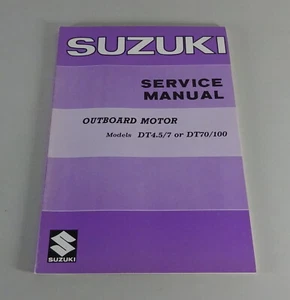 SUZUKI
SERVICE
MANUAL
OUTBOARD MOTOR
Models DT4.5/7 or DT70/100
SUZUKI